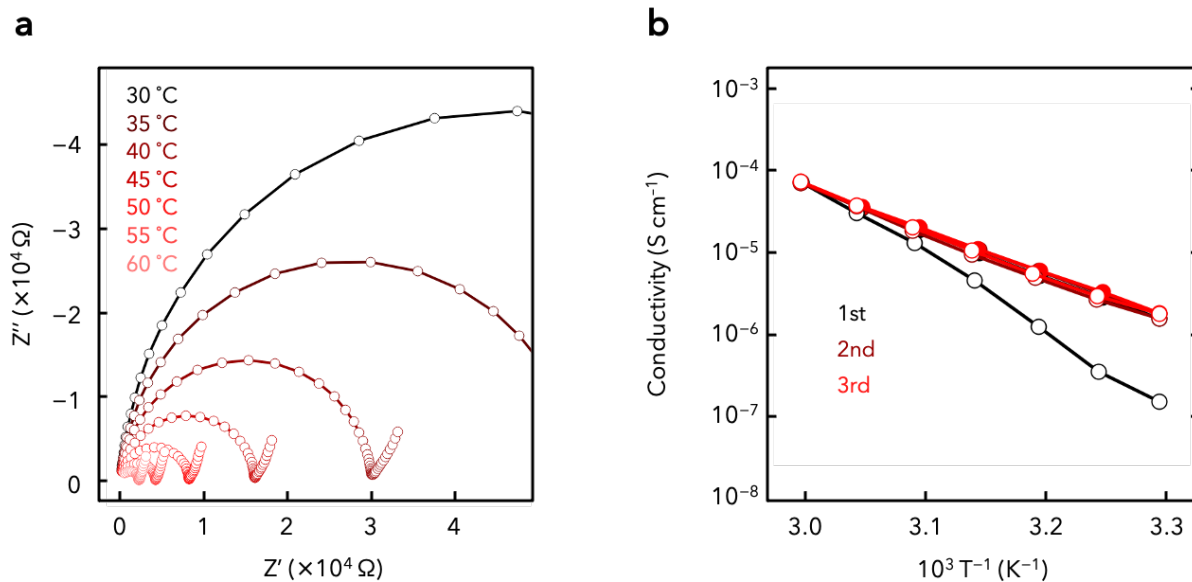 a
30 °C
35 °C
40 °C
45 °C
50 °C
55 °C
60 °C
−4
−3
−2
−1
0
Z″ (×10⁴ Ω)
0 1 2 3 4
Z′ (×10⁴ Ω)
b
10⁻³
10⁻⁴
10⁻⁵
10⁻⁶
10⁻⁷
10⁻⁸
Conductivity (S cm⁻¹)
1st
2nd
3rd
3.0 3.1 3.2 3.3
10³ T⁻¹ (K⁻¹)